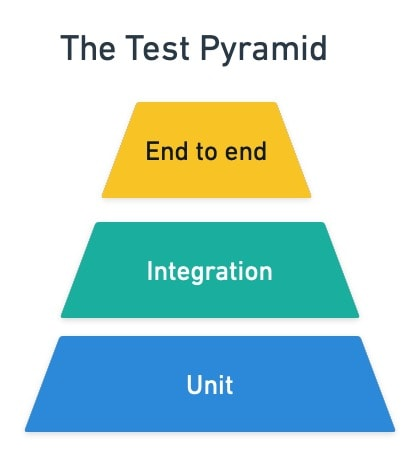 The Test Pyramid
End to end
Integration
Unit